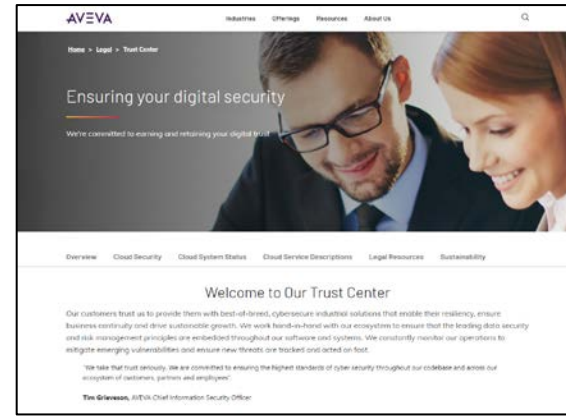 AVEVA
Industries Offerings Resources About Us
Home > Legal > Trust Center
Ensuring your digital security
We're committed to earning and retaining your digital trust
Overview Cloud Security Cloud System Status Cloud Service Descriptions Legal Resources Sustainability
Welcome to Our Trust Center
Our customers trust us to provide them with best-of-breed, cybersecure industrial solutions that enable their resiliency, ensure
business continuity and drive sustainable growth. We work hand-in-hand with our ecosystem to ensure that the leading data security
and risk management principles are embedded throughout our software and systems. We constantly monitor our operations to
mitigate emerging vulnerabilities and ensure new threats are tracked and acted on fast.
"We take that trust seriously. We are committed to ensuring the highest standards of cyber security throughout our codebase and across our
ecosystem of customers, partners and employees".
Tim Grieveson, AVEVA Chief Information Security Officer